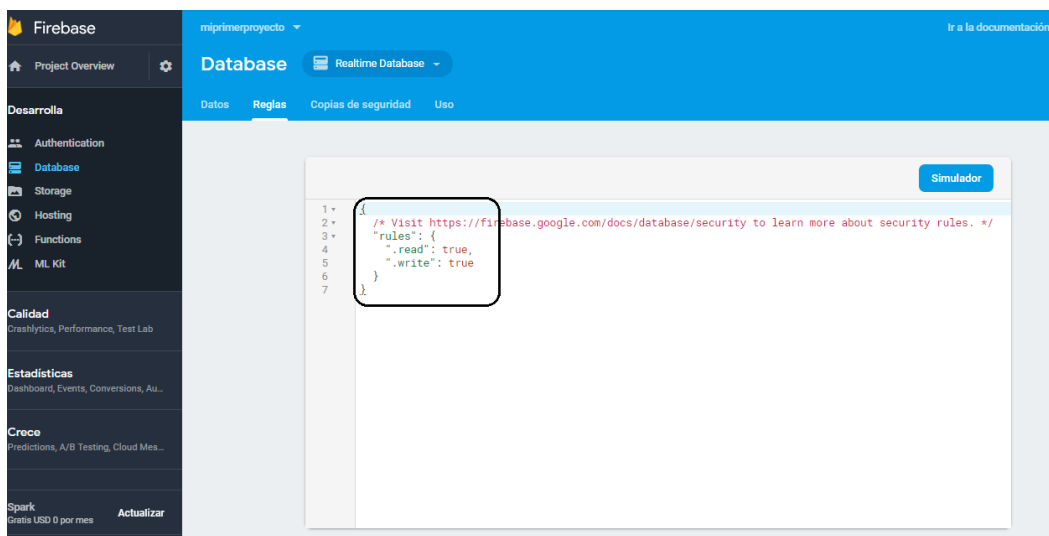 Firebase
miprimerproyecto
Ir a la documentación
Project Overview
Database
Realtime Database
Datos
Reglas
Copias de seguridad
Uso
Desarrolla
Authentication
Database
Storage
Hosting
Functions
ML Kit
Calidad
Crashlytics, Performance, Test Lab
Estadísticas
Dashboard, Events, Conversions, Au...
Crece
Predictions, A/B Testing, Cloud Mes...
Spark
Gratis USD 0 por mes
Actualizar
Simulador
1 {
2 /* Visit https://firebase.google.com/docs/database/security to learn more about security rules. */
3 "rules": {
4 ".read": true,
5 ".write": true
6 }
7 }